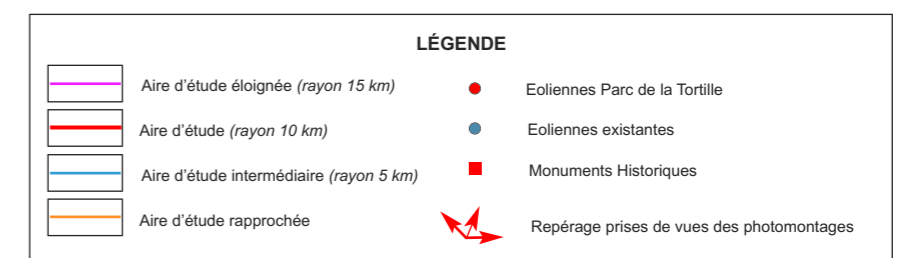 LÉGENDE
Aire d'étude éloignée (rayon 15 km)
Aire d'étude (rayon 10 km)
Aire d'étude intermédiaire (rayon 5 km)
Aire d'étude rapprochée
Eoliennes Parc de la Tortille
Eoliennes existantes
Monuments Historiques
Repérage prises de vues des photomontages